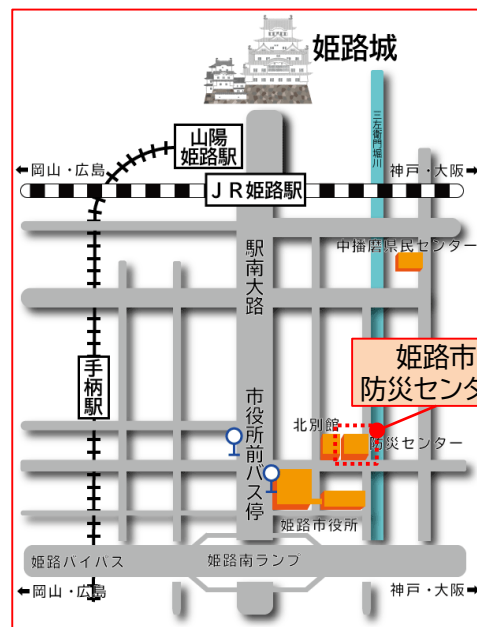 姫路城
三左衛門堀川
山陽
姫路駅
←岡山・広島
神戸・大阪→
JR姫路駅
中播磨県民センター
駅南大路
手柄駅
姫路市
防災センタ
市役所前バス停
北別館
防災センター
姫路市役所
姫路バイパス
姫路南ランプ
←岡山・広島
神戸・大阪→